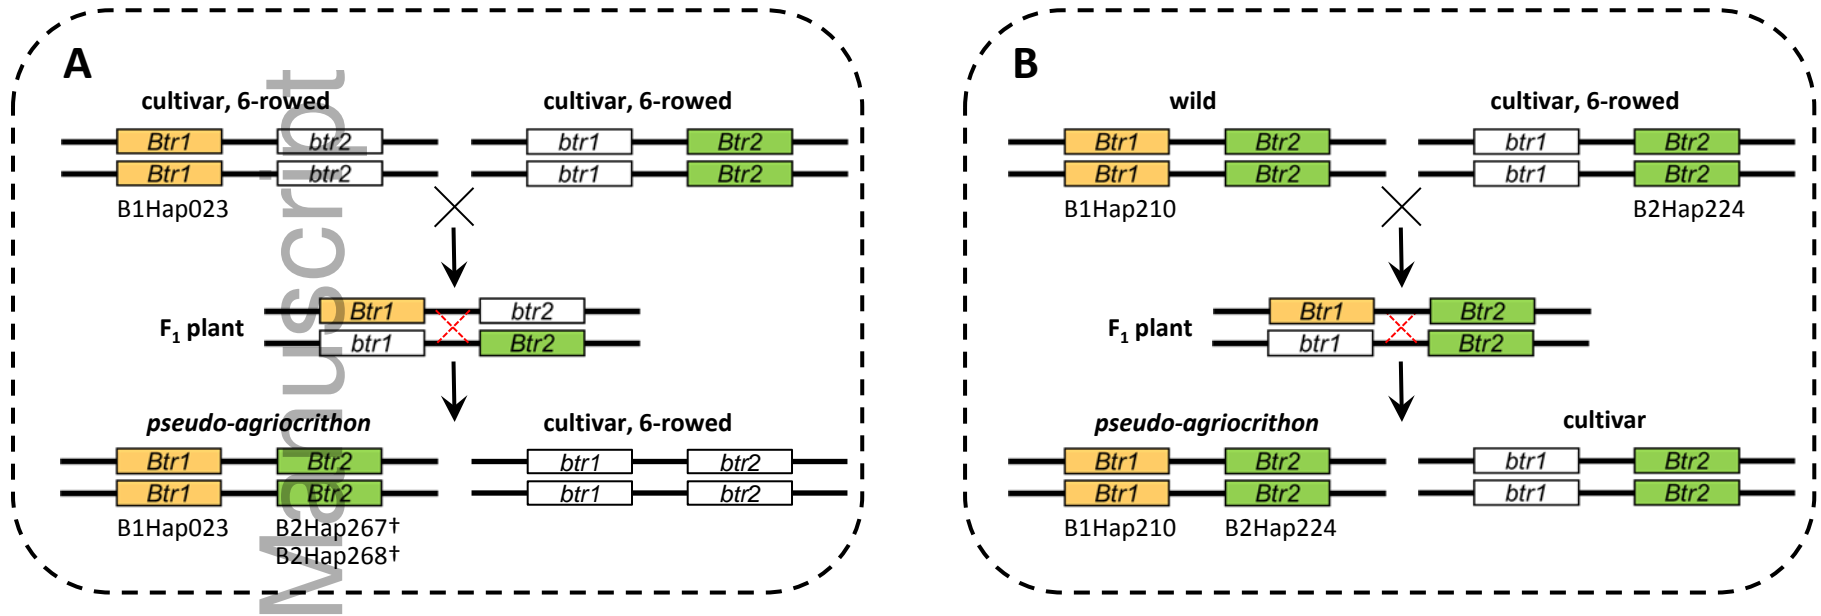 A
cultivar, 6-rowed
cultivar, 6-rowed
Btr1 btr2 btr1 Btr2
Btr1 btr2 btr1 Btr2
B1Hap023
F1 plant
Btr1 btr2
btr1 Btr2
pseudo-agriocrithon
cultivar, 6-rowed
Btr1 Btr2 btr1 btr2
Btr1 Btr2 btr1 btr2
B1Hap023 B2Hap267†
B2Hap268†
Manuscript
B
wild
cultivar, 6-rowed
Btr1 Btr2 btr1 Btr2
Btr1 Btr2 btr1 Btr2
B1Hap210 B2Hap224
F1 plant
Btr1 Btr2
btr1 Btr2
pseudo-agriocrithon
cultivar
Btr1 Btr2 btr1 Btr2
Btr1 Btr2 btr1 Btr2
B1Hap210 B2Hap224